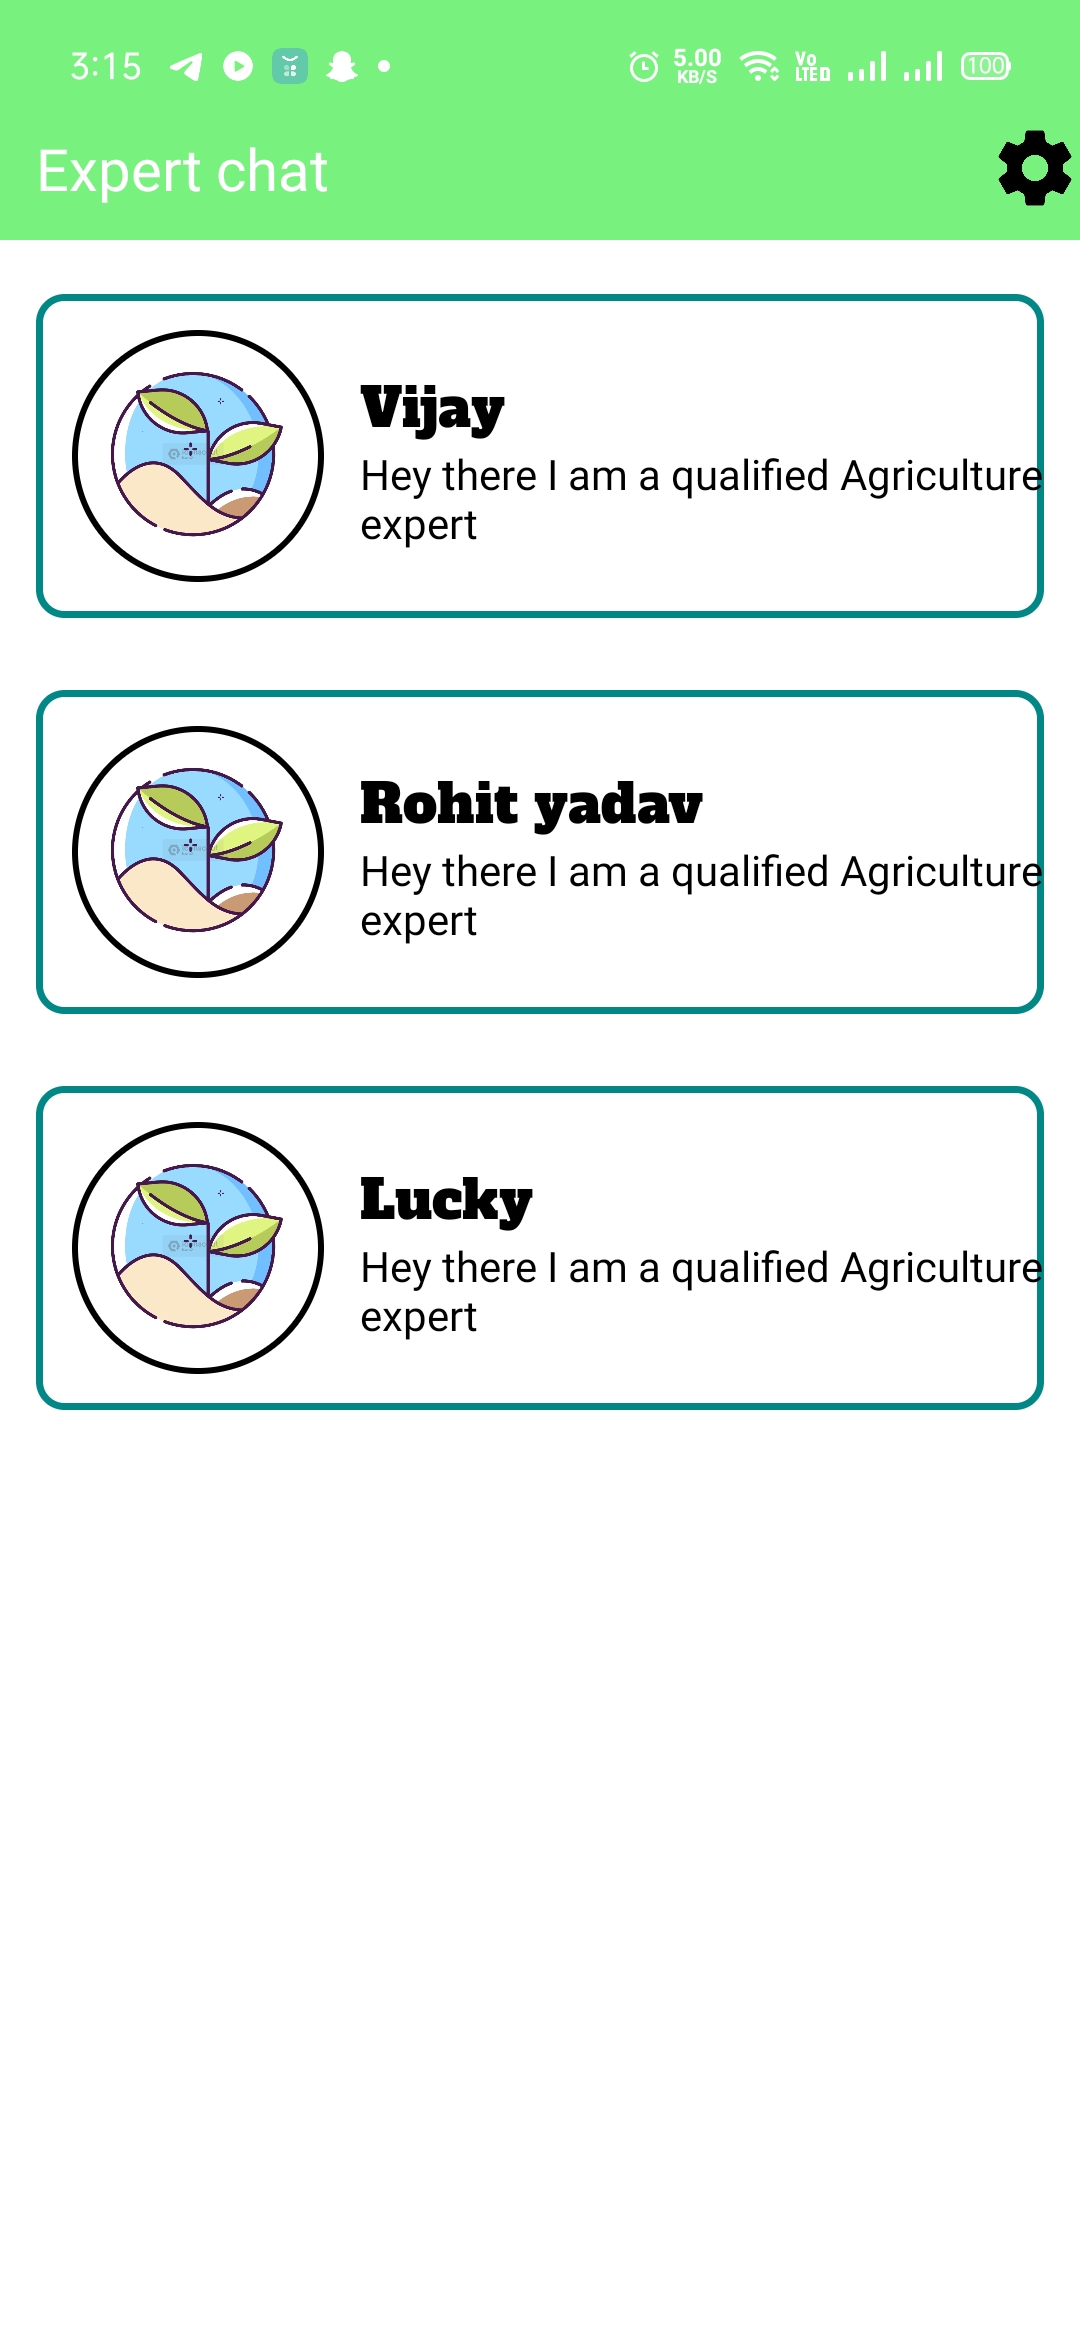 3:15 5.00 KB/S Vo LTE 100
Expert chat
Vijay
Hey there I am a qualified Agriculture
expert
Rohit yadav
Hey there I am a qualified Agriculture
expert
Lucky
Hey there I am a qualified Agriculture
expert